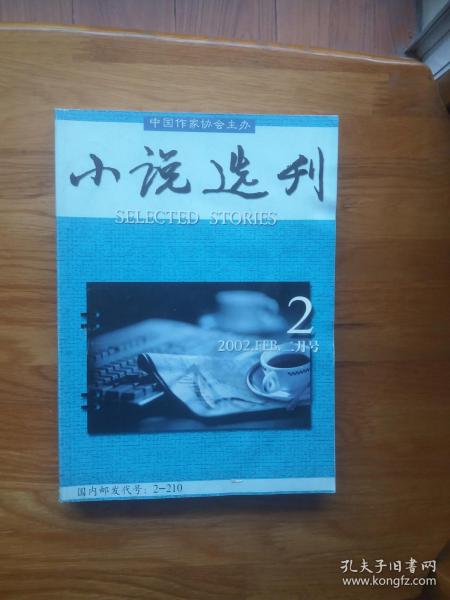 中国作家协会主办
小说选刊
SELECTED STORIES
2
2002.FEB.二月号
国内邮发代号：2-210
孔夫子旧书网
www.kongfz.com